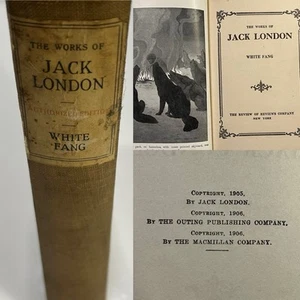 THE WORKS OF
JACK
LONDON
AUTHORIZED EDITION
WHITE
FANG
THE WORKS OF
JACK LONDON
WHITE FANG
THE REVIEW OF REVIEWS COMPANY
NEW YORK
COPYRIGHT, 1905,
BY JACK LONDON.
COPYRIGHT, 1906,
BY THE OUTING PUBLISHING COMPANY,
COPYRIGHT, 1906,
BY THE MACMILLAN COMPANY.